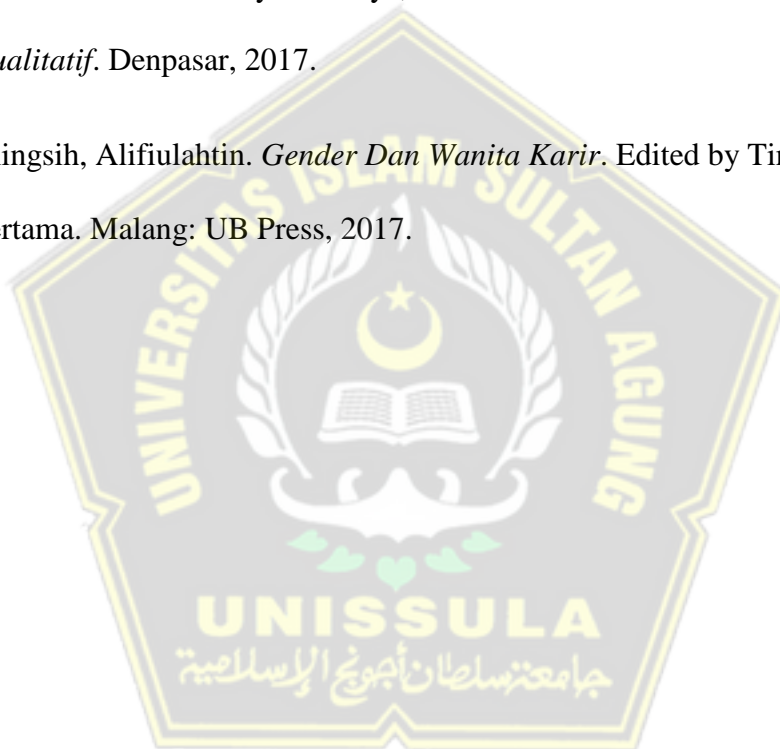 ualitatif. Denpasar, 2017.
ingsih, Alifiulahtin. Gender Dan Wanita Karir. Edited by Tir
ertama. Malang: UB Press, 2017.
UNIVERSITAS ISLAM SULTAN AGUNG
UNISSULA
جامعة سلطان أجونج الإسلامية